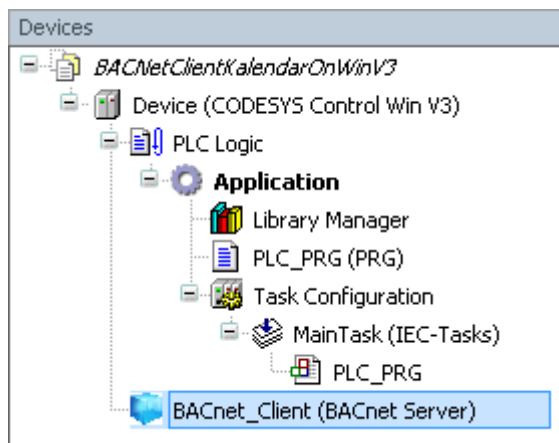 Devices
BACNetClientKalendarOnWinV3
Device (CODESYS Control Win V3)
PLC Logic
Application
Library Manager
PLC_PRG (PRG)
Task Configuration
MainTask (IEC-Tasks)
PLC_PRG
BACnet_Client (BACnet Server)